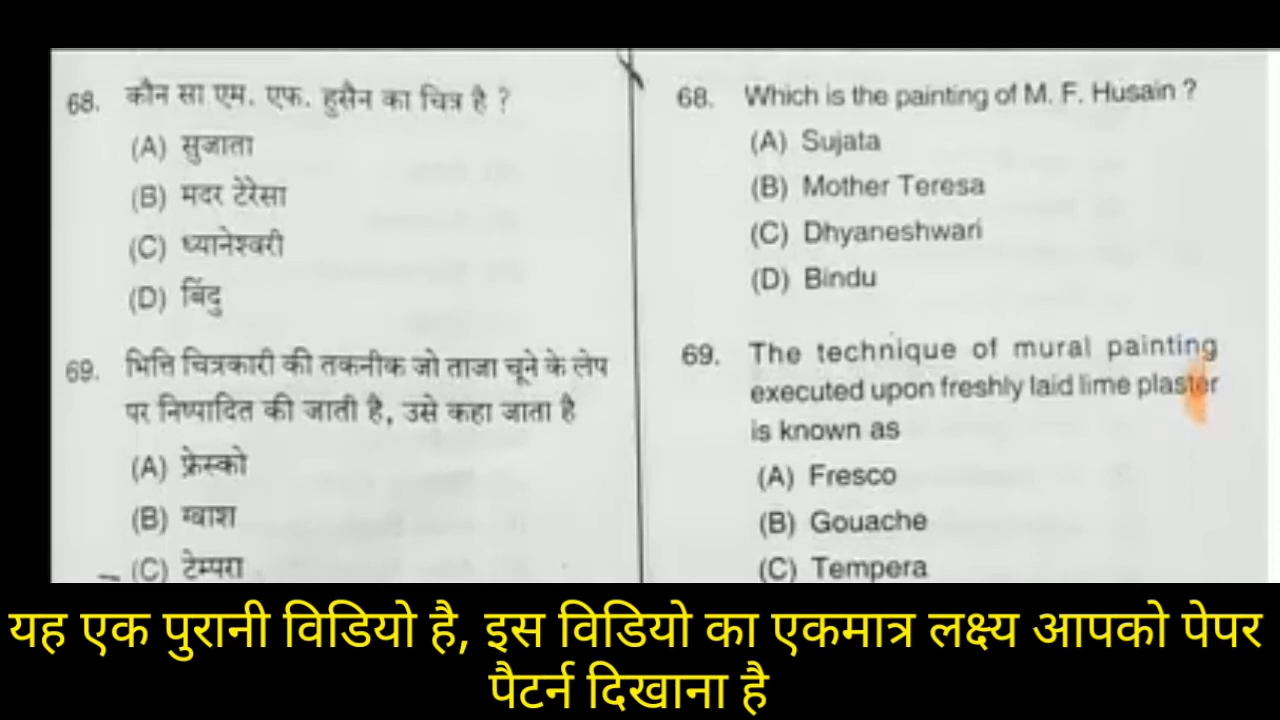 68. कौन सा एम. एफ. हुसैन का चित्र है ?
(A) सुजाता
(B) मदर टेरेसा
(C) ध्यानेश्वरी
(D) बिंदु
69. भित्ति चित्रकारी की तकनीक जो ताजा चूने के लेप
पर निष्पादित की जाती है, उसे कहा जाता है
(A) फ्रेस्को
(B) ग्वाश
(C) टेम्परा
68. Which is the painting of M. F. Husain ?
(A) Sujata
(B) Mother Teresa
(C) Dhyaneshwari
(D) Bindu
69. The technique of mural painting
executed upon freshly laid lime plaster
is known as
(A) Fresco
(B) Gouache
(C) Tempera
यह एक पुरानी विडियो है, इस विडियो का एकमात्र लक्ष्य आपको पेपर
पैटर्न दिखाना है